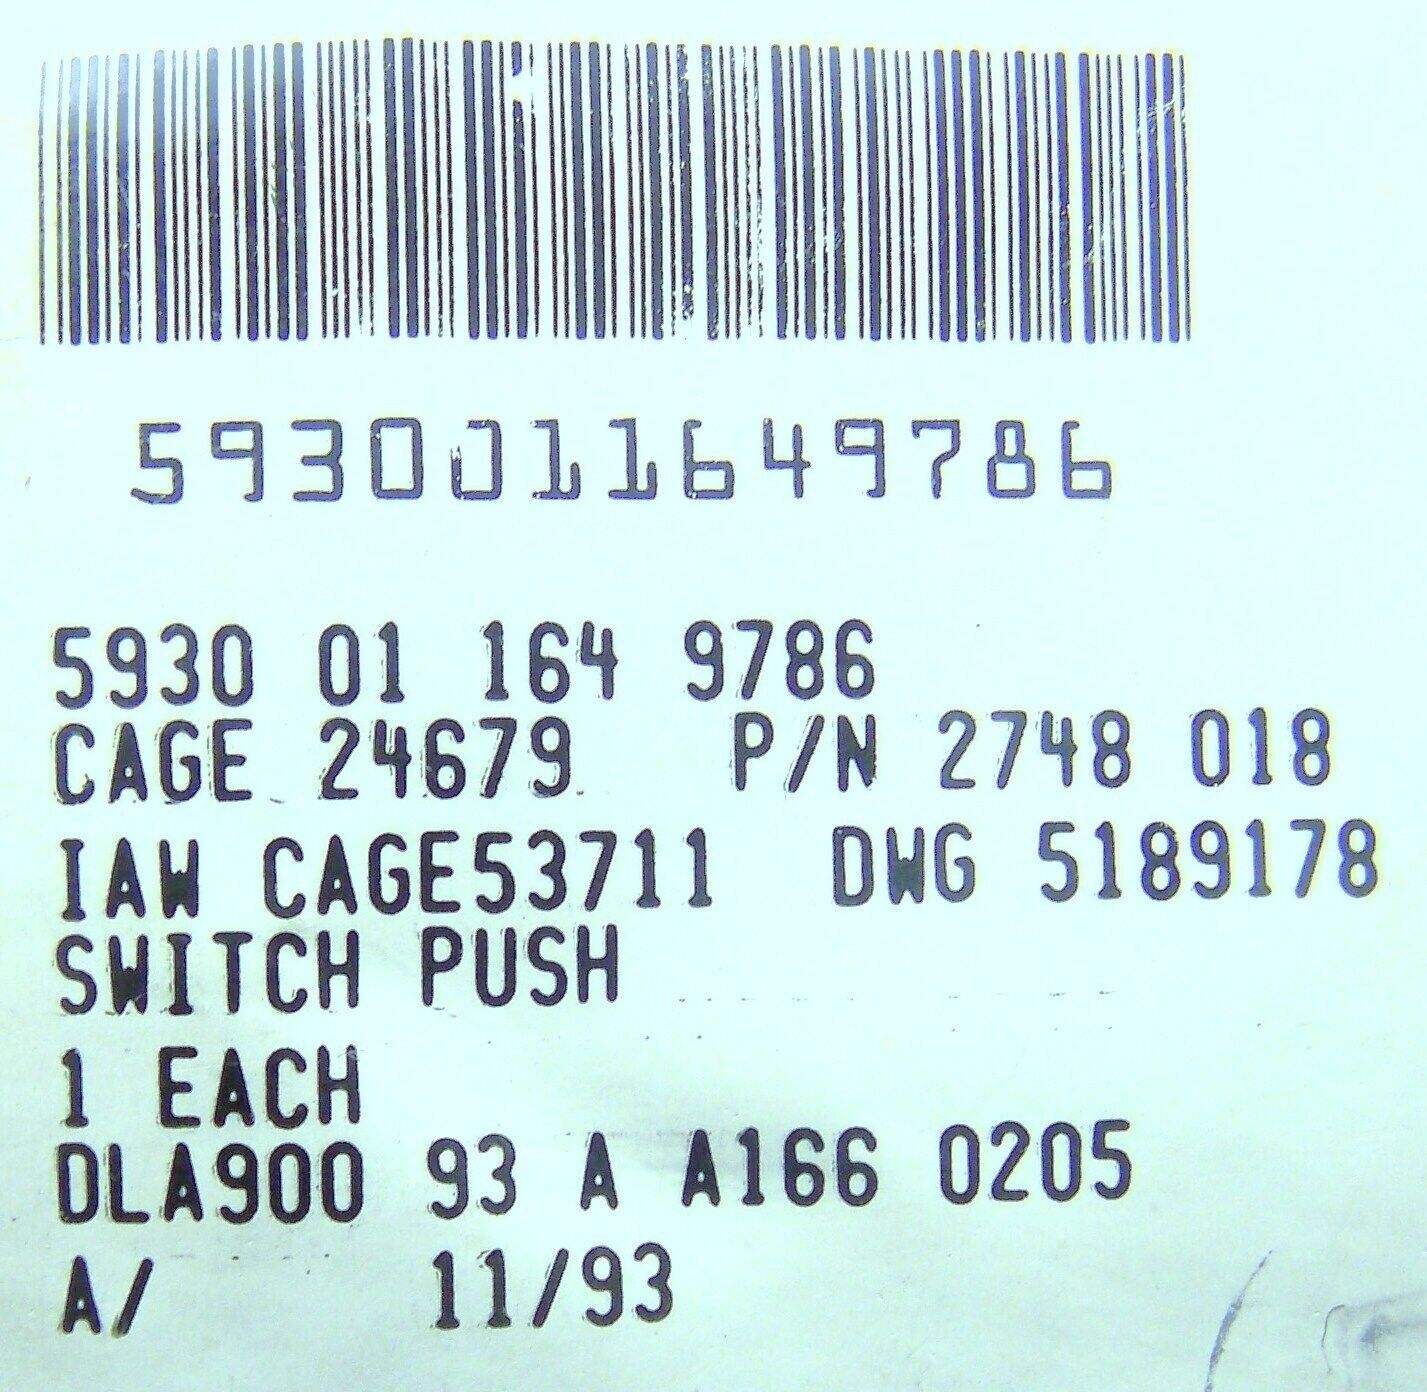 5930011649786
5930 01 164 9786
CAGE 24679 P/N 2748 018
IAW CAGE53711 DWG 5189178
SWITCH PUSH
1 EACH
DLA900 93 A A166 0205
A/ 11/93